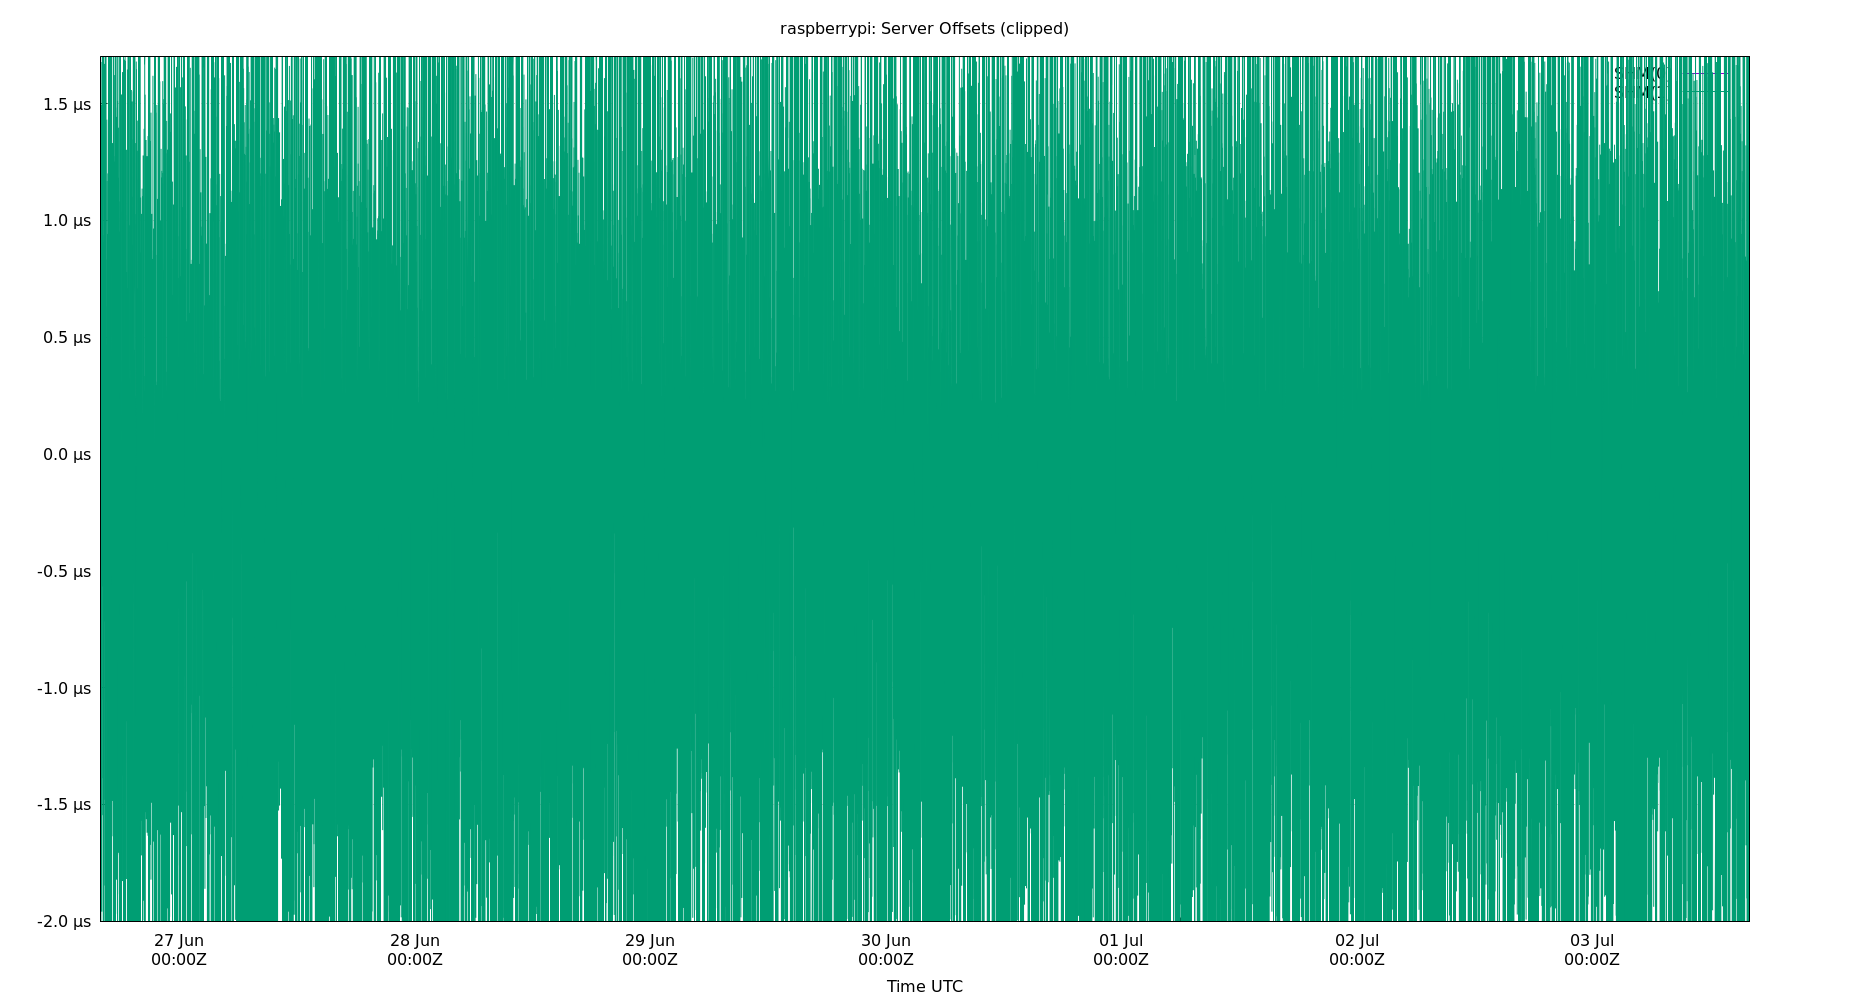 raspberrypi: Server Offsets (clipped)
1.5 µs
1.0 µs
0.5 µs
0.0 µs
-0.5 µs
-1.0 µs
-1.5 µs
-2.0 µs
27 Jun 28 Jun 29 Jun 30 Jun 01 Jul 02 Jul 03 Jul
00:00Z 00:00Z 00:00Z 00:00Z 00:00Z 00:00Z 00:00Z
Time UTC